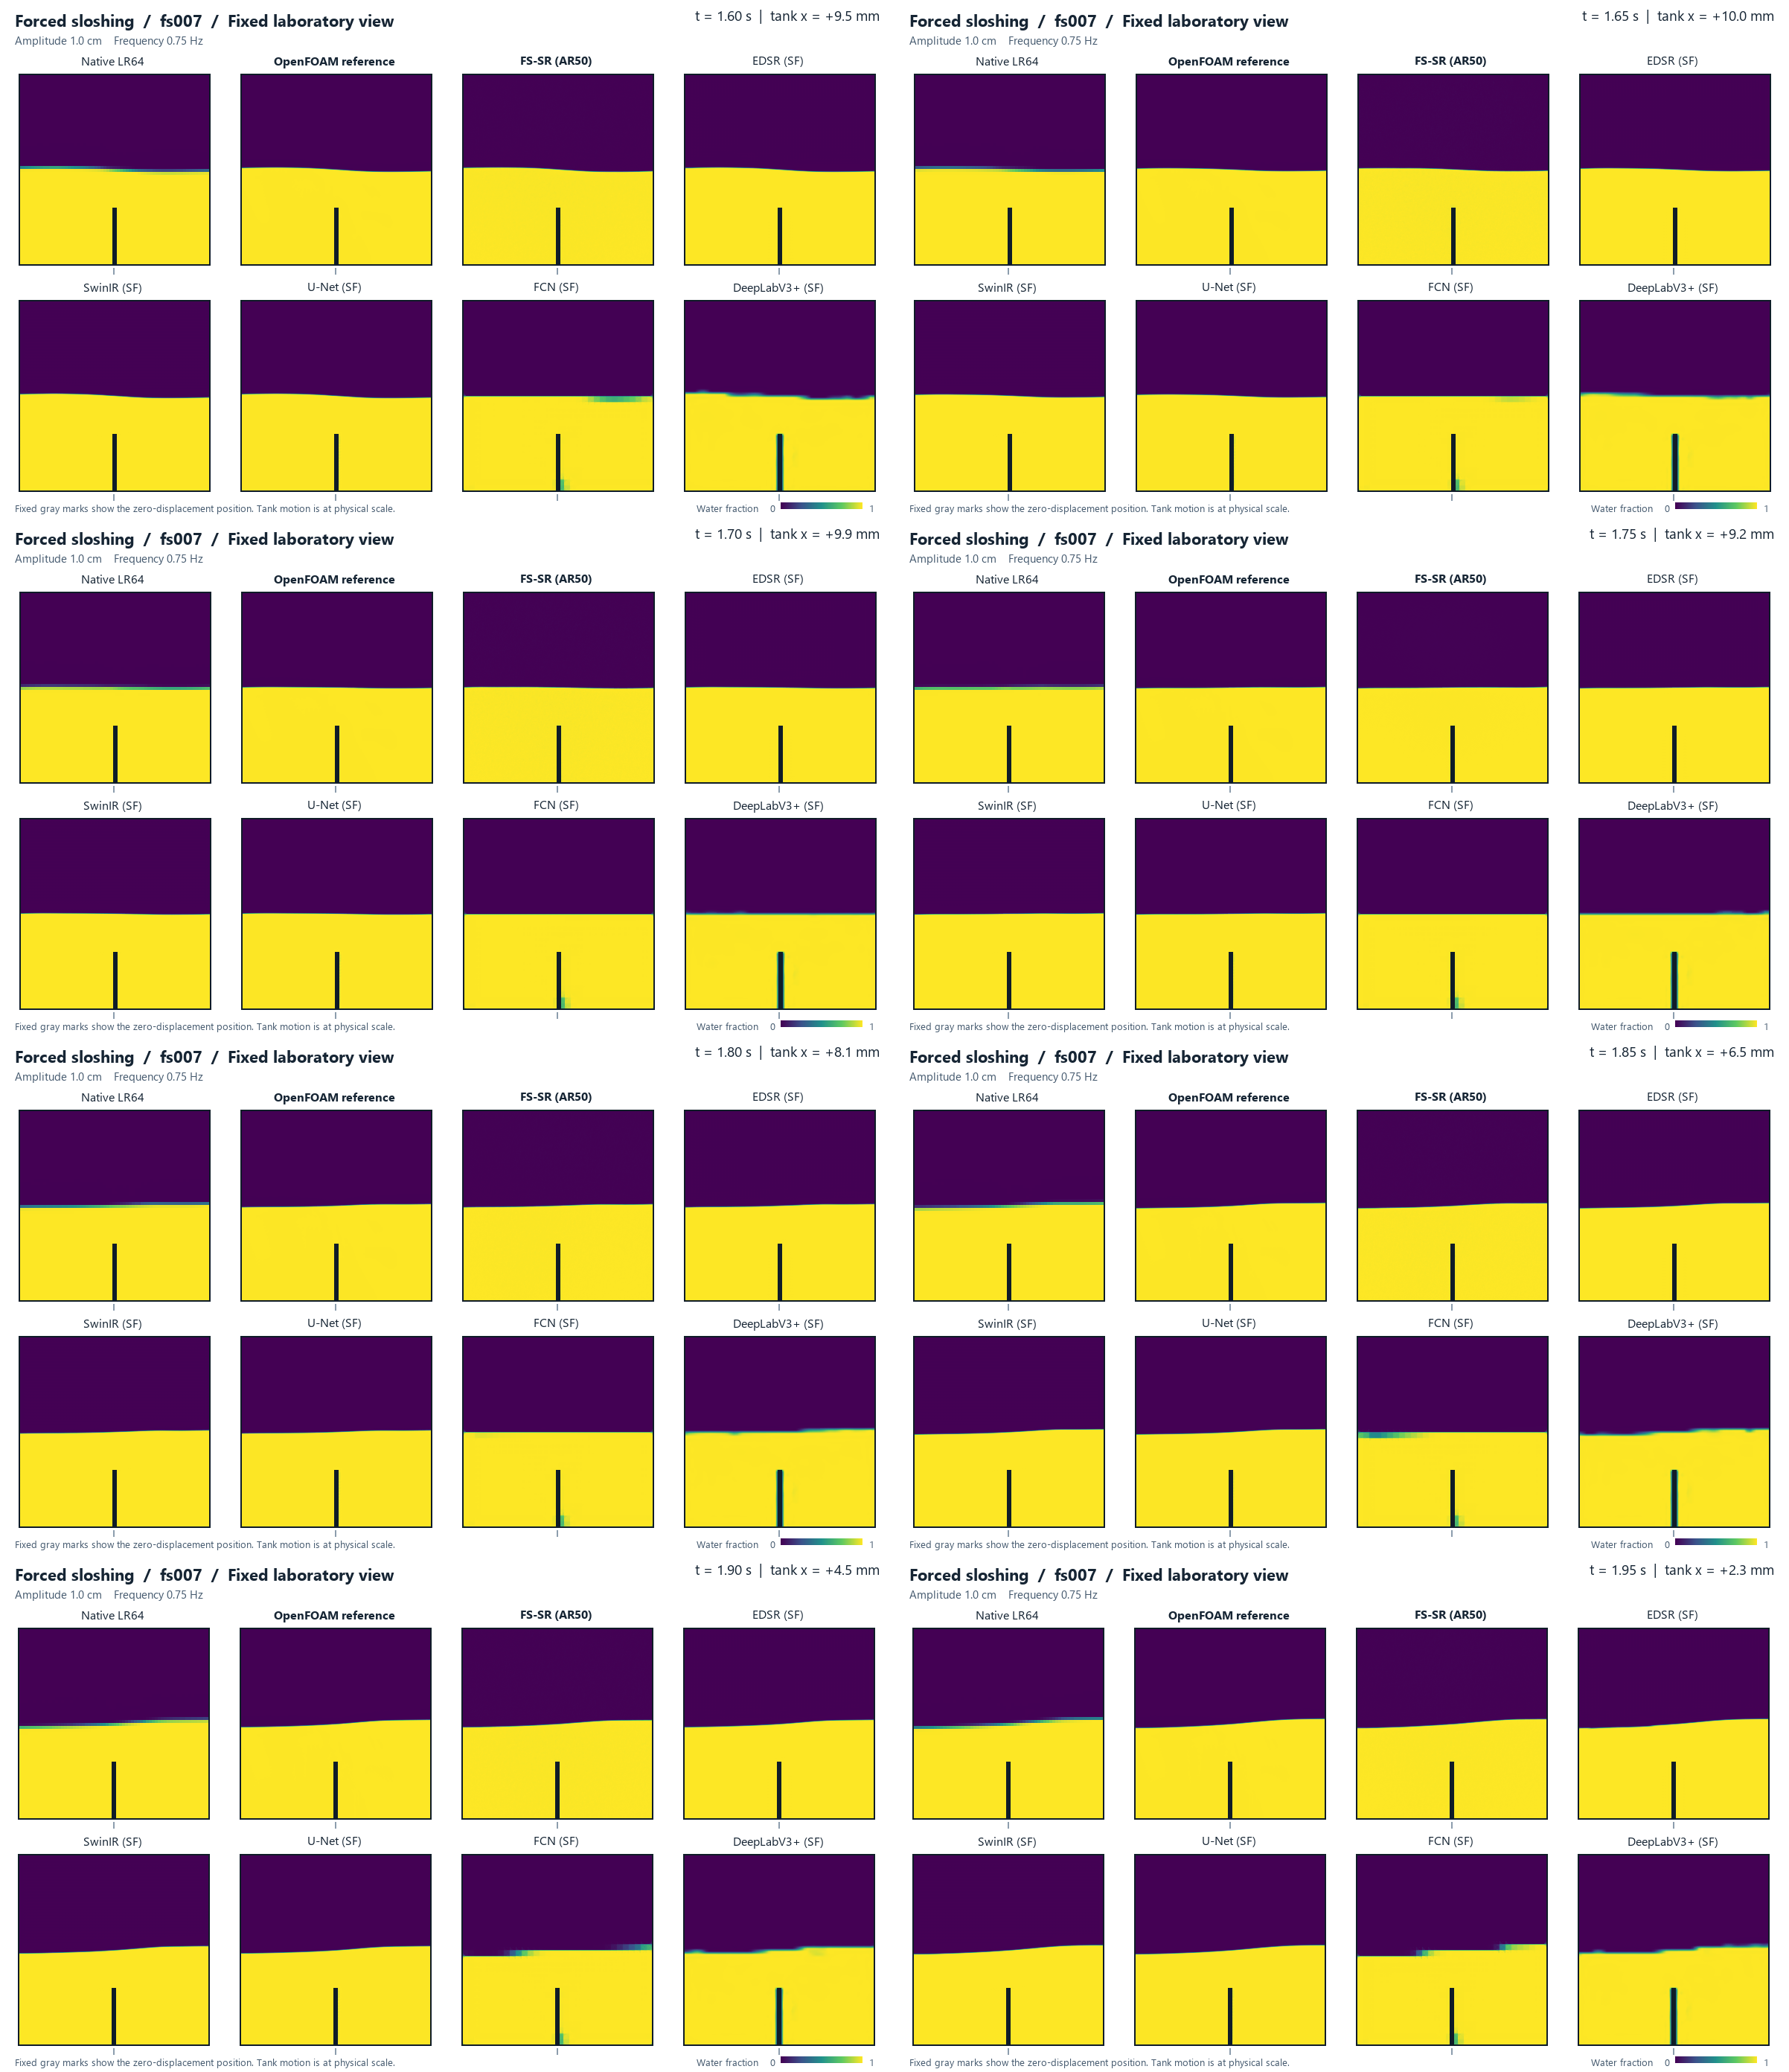 Forced sloshing / fs007 / Fixed laboratory view
t = 1.60 s | tank x = +9.5 mm
Amplitude 1.0 cm Frequency 0.75 Hz
Native LR64 OpenFOAM reference FS-SR (AR50) EDSR (SF)
SwinIR (SF) U-Net (SF) FCN (SF) DeepLabV3+ (SF)
Fixed gray marks show the zero-displacement position. Tank motion is at physical scale.
Water fraction 0 1
Forced sloshing / fs007 / Fixed laboratory view
t = 1.65 s | tank x = +10.0 mm
Amplitude 1.0 cm Frequency 0.75 Hz
Native LR64 OpenFOAM reference FS-SR (AR50) EDSR (SF)
SwinIR (SF) U-Net (SF) FCN (SF) DeepLabV3+ (SF)
Fixed gray marks show the zero-displacement position. Tank motion is at physical scale.
Water fraction 0 1
Forced sloshing / fs007 / Fixed laboratory view
t = 1.70 s | tank x = +9.9 mm
Amplitude 1.0 cm Frequency 0.75 Hz
Native LR64 OpenFOAM reference FS-SR (AR50) EDSR (SF)
SwinIR (SF) U-Net (SF) FCN (SF) DeepLabV3+ (SF)
Fixed gray marks show the zero-displacement position. Tank motion is at physical scale.
Water fraction 0 1
Forced sloshing / fs007 / Fixed laboratory view
t = 1.75 s | tank x = +9.2 mm
Amplitude 1.0 cm Frequency 0.75 Hz
Native LR64 OpenFOAM reference FS-SR (AR50) EDSR (SF)
SwinIR (SF) U-Net (SF) FCN (SF) DeepLabV3+ (SF)
Fixed gray marks show the zero-displacement position. Tank motion is at physical scale.
Water fraction 0 1
Forced sloshing / fs007 / Fixed laboratory view
t = 1.80 s | tank x = +8.1 mm
Amplitude 1.0 cm Frequency 0.75 Hz
Native LR64 OpenFOAM reference FS-SR (AR50) EDSR (SF)
SwinIR (SF) U-Net (SF) FCN (SF) DeepLabV3+ (SF)
Fixed gray marks show the zero-displacement position. Tank motion is at physical scale.
Water fraction 0 1
Forced sloshing / fs007 / Fixed laboratory view
t = 1.85 s | tank x = +6.5 mm
Amplitude 1.0 cm Frequency 0.75 Hz
Native LR64 OpenFOAM reference FS-SR (AR50) EDSR (SF)
SwinIR (SF) U-Net (SF) FCN (SF) DeepLabV3+ (SF)
Fixed gray marks show the zero-displacement position. Tank motion is at physical scale.
Water fraction 0 1
Forced sloshing / fs007 / Fixed laboratory view
t = 1.90 s | tank x = +4.5 mm
Amplitude 1.0 cm Frequency 0.75 Hz
Native LR64 OpenFOAM reference FS-SR (AR50) EDSR (SF)
SwinIR (SF) U-Net (SF) FCN (SF) DeepLabV3+ (SF)
Fixed gray marks show the zero-displacement position. Tank motion is at physical scale.
Water fraction 0 1
Forced sloshing / fs007 / Fixed laboratory view
t = 1.95 s | tank x = +2.3 mm
Amplitude 1.0 cm Frequency 0.75 Hz
Native LR64 OpenFOAM reference FS-SR (AR50) EDSR (SF)
SwinIR (SF) U-Net (SF) FCN (SF) DeepLabV3+ (SF)
Fixed gray marks show the zero-displacement position. Tank motion is at physical scale.
Water fraction 0 1